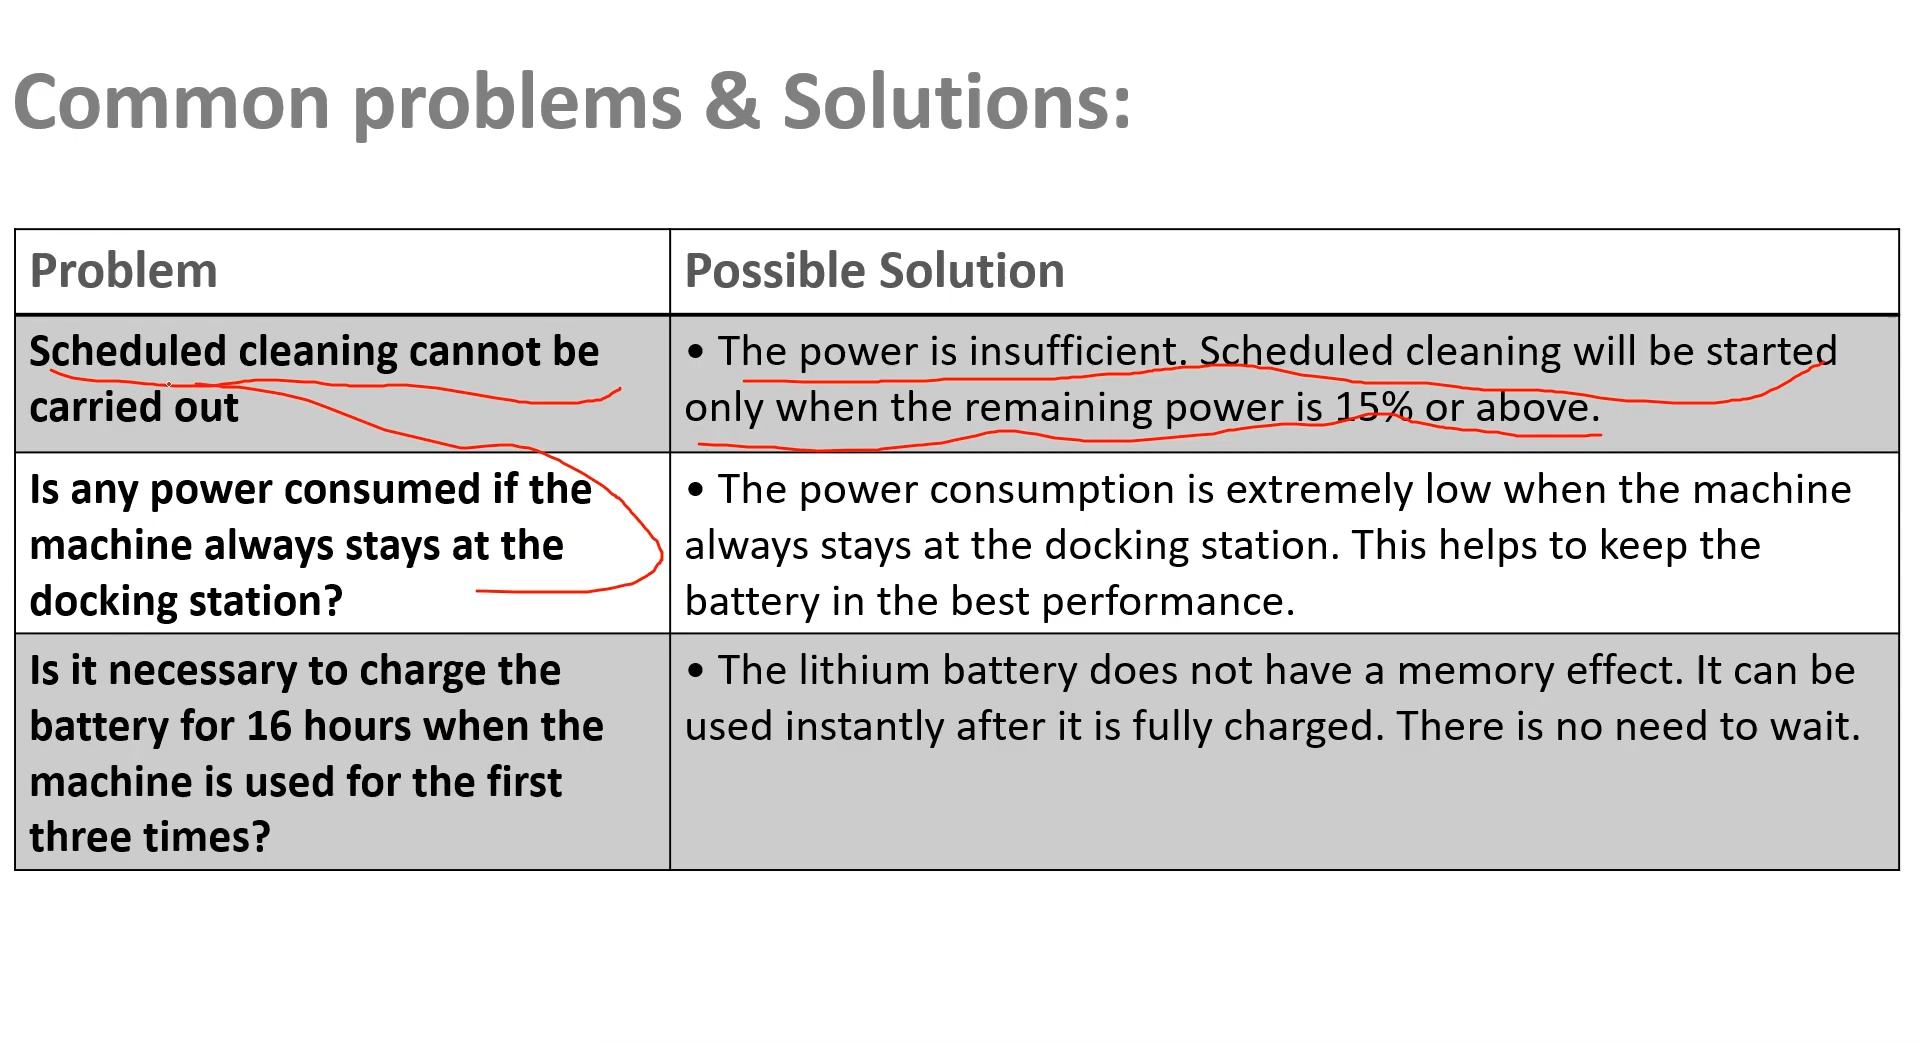 Common problems & Solutions:
Problem
Possible Solution
Scheduled cleaning cannot be
carried out
• The power is insufficient. Scheduled cleaning will be started
only when the remaining power is 15% or above.
Is any power consumed if the
machine always stays at the
docking station?
• The power consumption is extremely low when the machine
always stays at the docking station. This helps to keep the
battery in the best performance.
Is it necessary to charge the
battery for 16 hours when the
machine is used for the first
three times?
• The lithium battery does not have a memory effect. It can be
used instantly after it is fully charged. There is no need to wait.